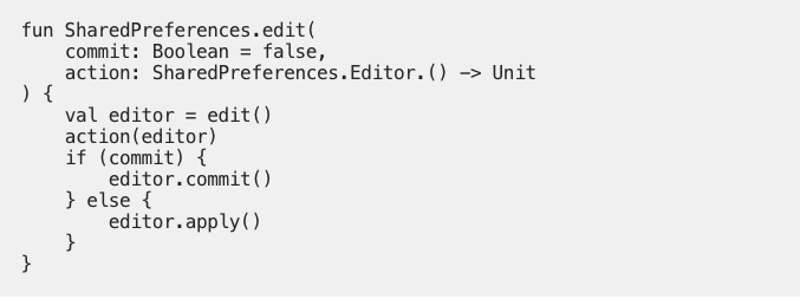 fun SharedPreferences.edit(
    commit: Boolean = false,
    action: SharedPreferences.Editor.() -> Unit
) {
    val editor = edit()
    action(editor)
    if (commit) {
        editor.commit()
    } else {
        editor.apply()
    }
}